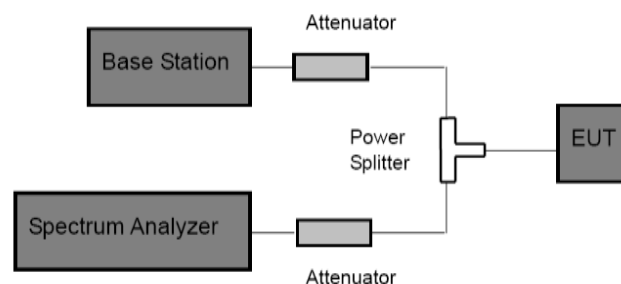 Attenuator
Base Station
Power
Splitter
EUT
Spectrum Analyzer
Attenuator